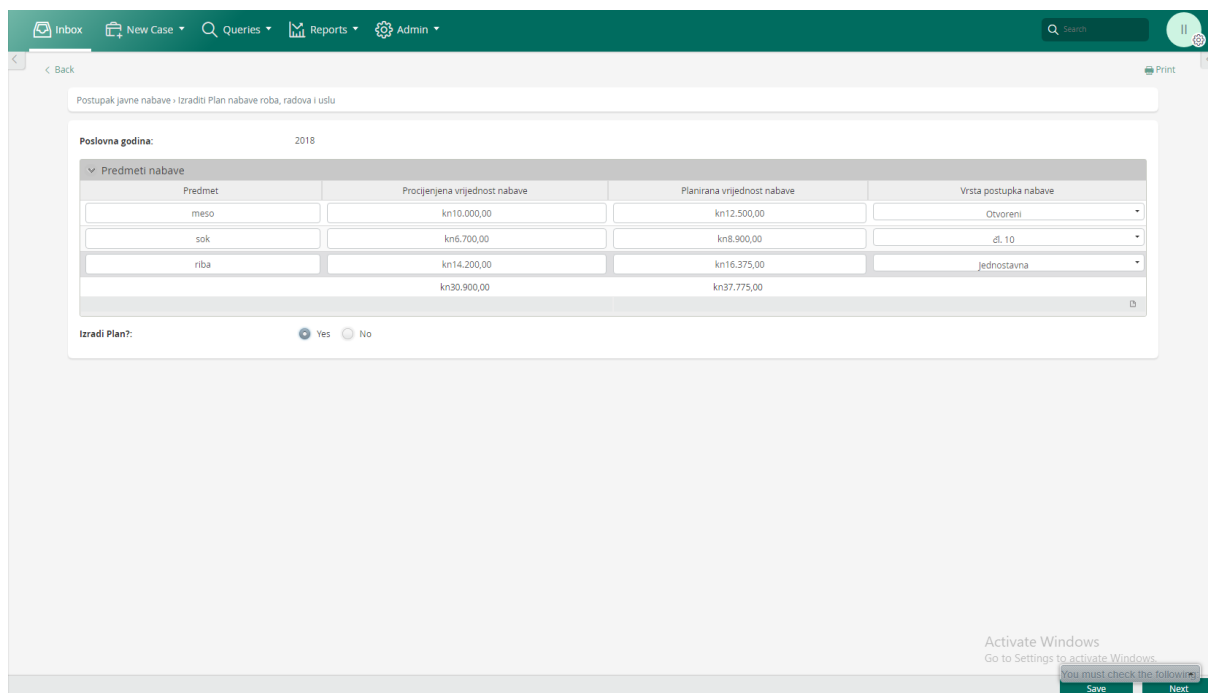 Inbox New Case Queries Reports Admin Search II
Back Print
Postupak javne nabave › Izraditi Plan nabave roba, radova i uslu
Poslovna godina: 2018
Predmeti nabave
Predmet Procijenjena vrijednost nabave Planirana vrijednost nabave Vrsta postupka nabave
meso kn10.000,00 kn12.500,00 Otvoreni
sok kn6.700,00 kn8.900,00 čl. 10
riba kn14.200,00 kn16.375,00 Jednostavna
kn30.900,00 kn37.775,00
Izradi Plan?: Yes No
Activate Windows
Go to Settings to activate Windows.
You must check the following
Save Next